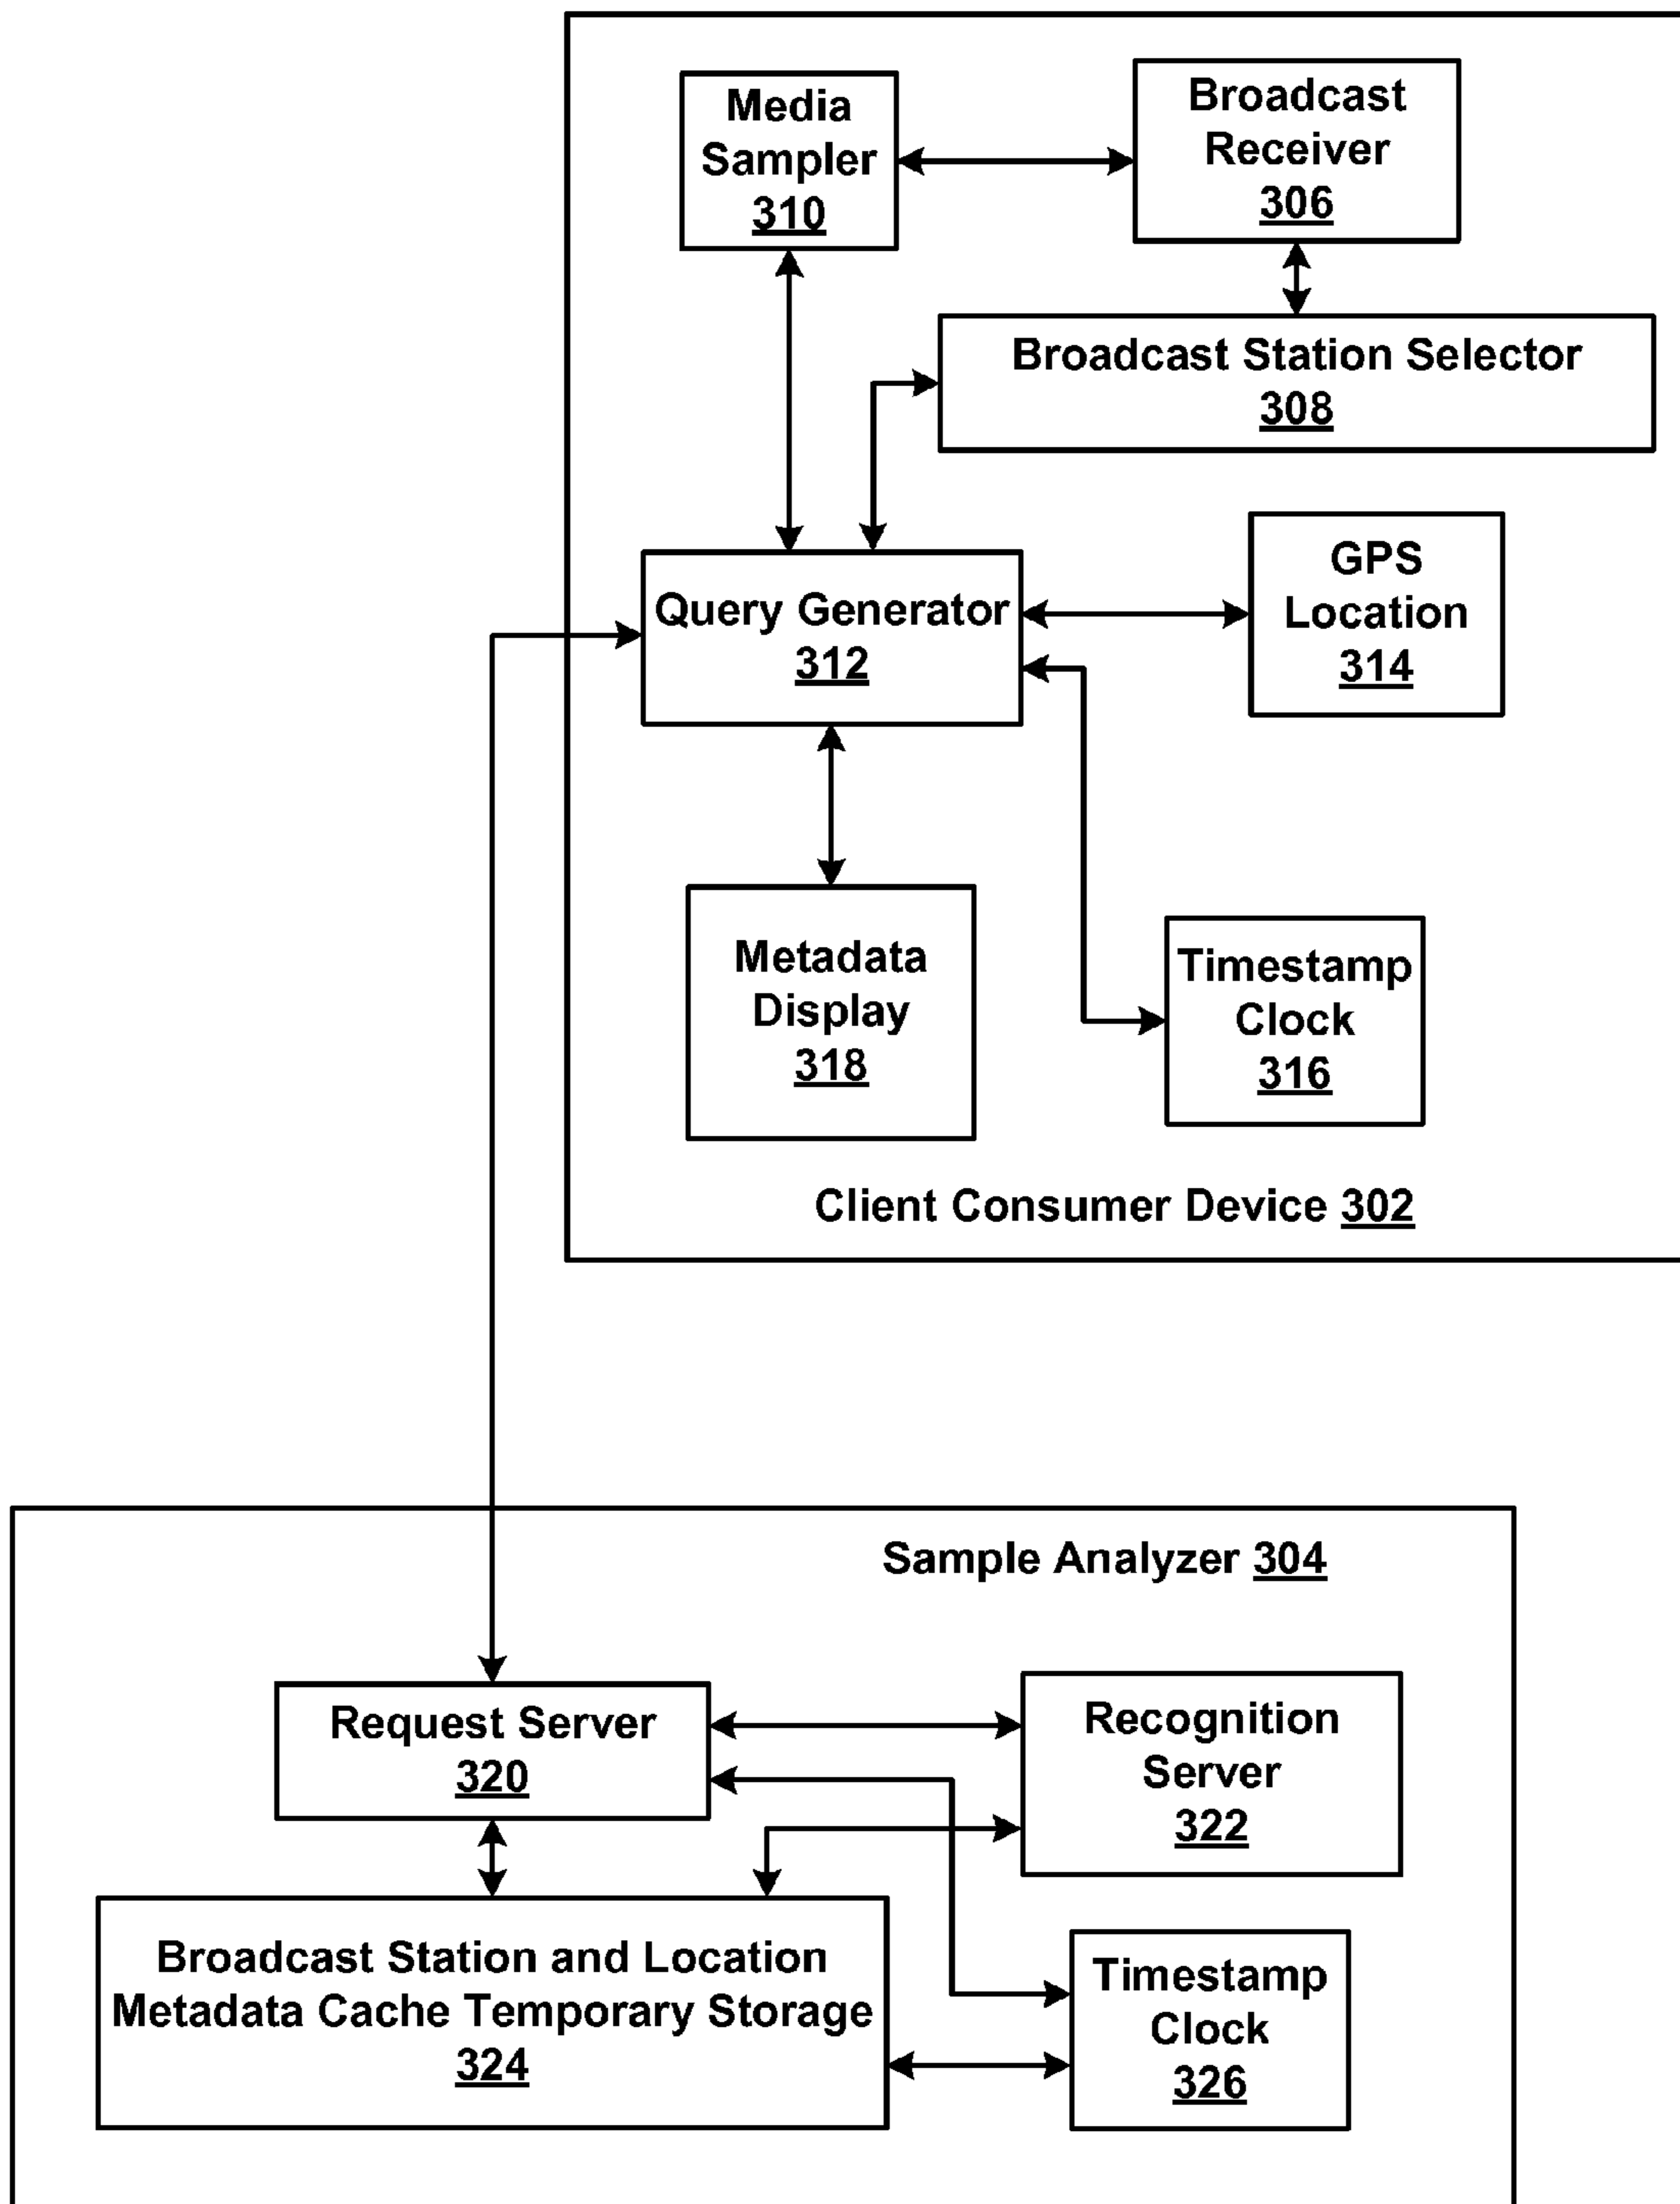 Media
Sampler
310
Broadcast
Receiver
306
Broadcast Station Selector
308
GPS
Location
314
Query Generator
312
Metadata
Display
318
Timestamp
Clock
316
Client Consumer Device 302
Sample Analyzer 304
Request Server
320
Recognition
Server
322
Broadcast Station and Location
Metadata Cache Temporary Storage
324
Timestamp
Clock
326